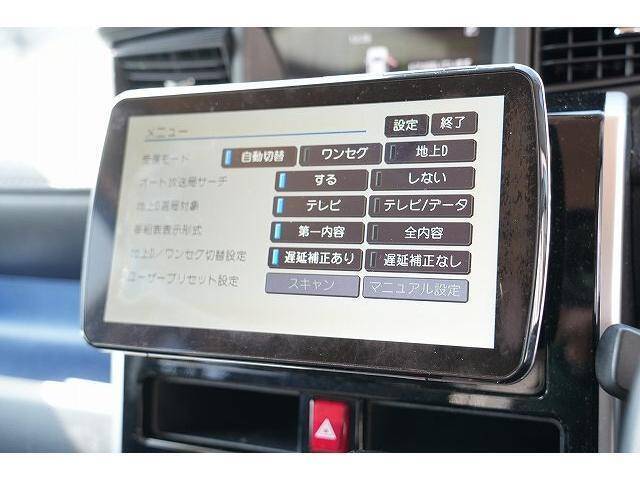 メニュー 設定 終了
受信モード 自動切替 ワンセグ 地上D
オート放送局サーチ する しない
地上D選局対象 テレビ テレビ/データ
番組表表示形式 第一内容 全内容
地上D/ワンセグ切替設定 遅延補正あり 遅延補正なし
ユーザープリセット設定 スキャン マニュアル設定